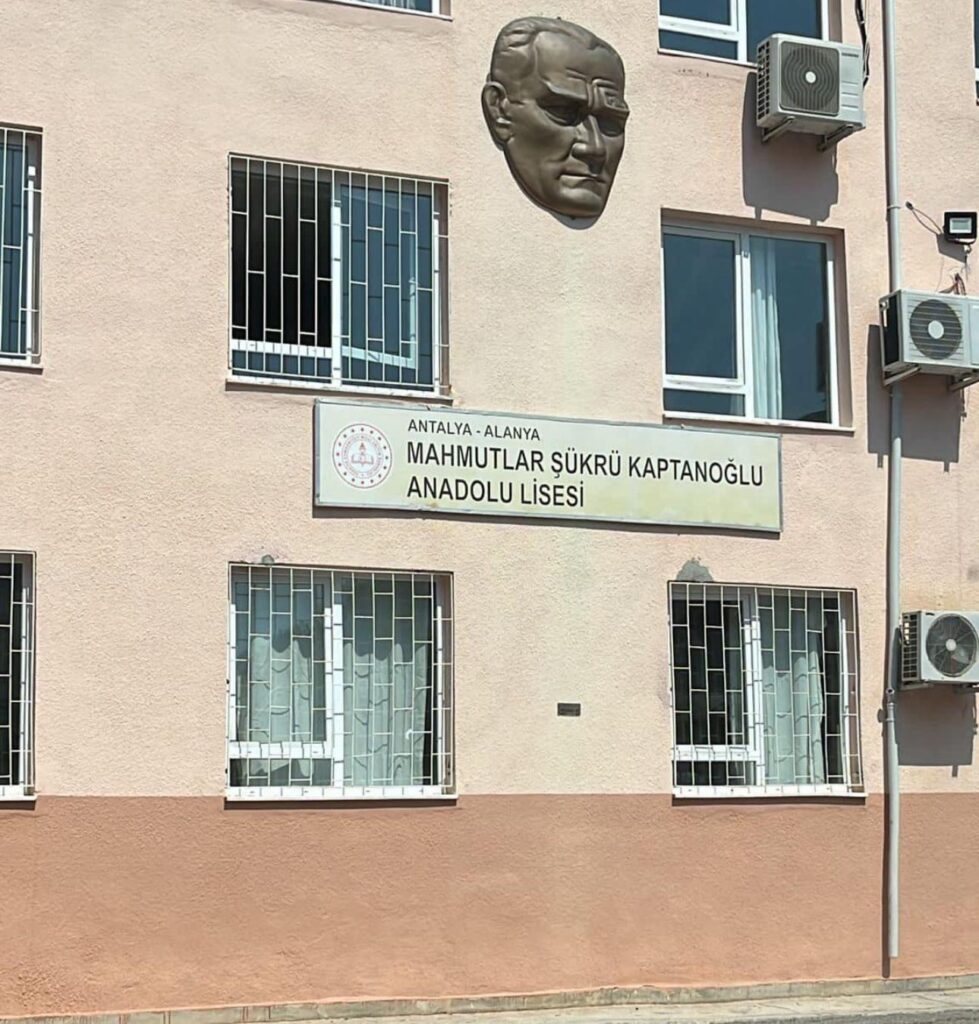 ANTALYA - ALANYA
MAHMUTLAR ŞÜKRÜ KAPTANOĞLU
ANADOLU LİSESİ